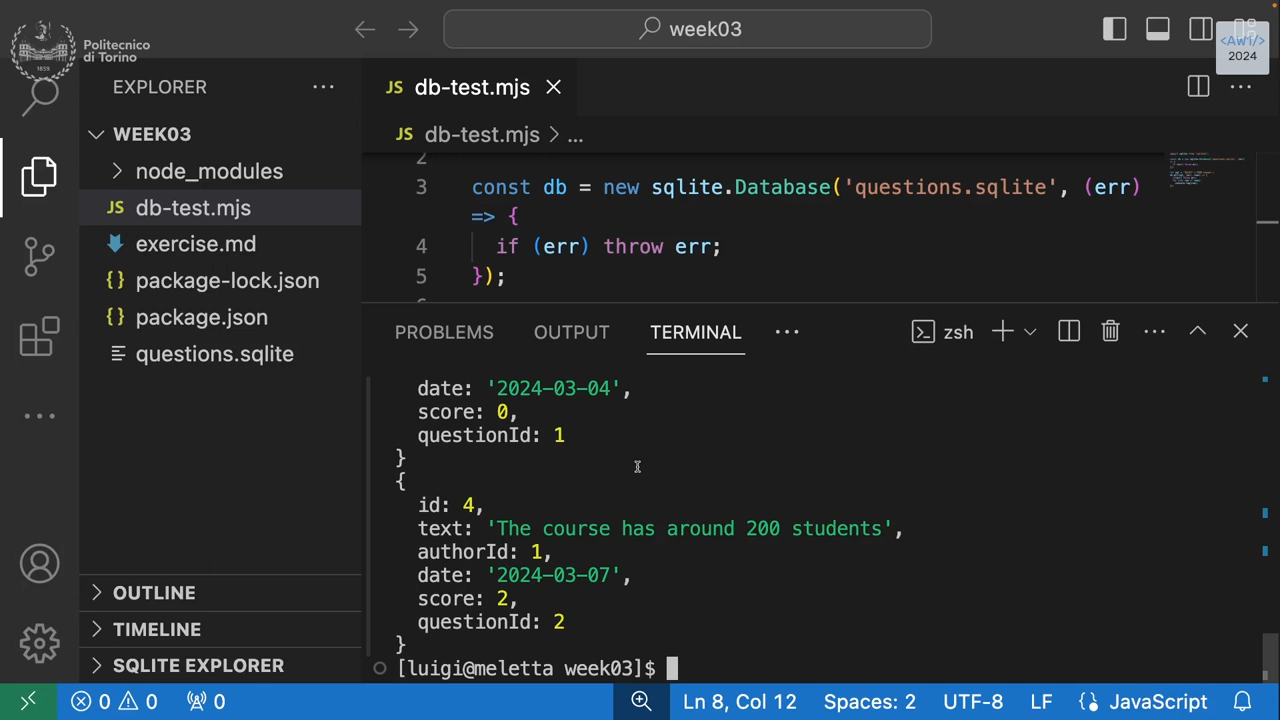 Politecnico
di Torino
1859
week03
<Aw1/>
2024
EXPLORER
JS db-test.mjs
WEEK03
JS db-test.mjs > ...
node_modules
JS db-test.mjs
exercise.md
{} package-lock.json
{} package.json
questions.sqlite
2
3 const db = new sqlite.Database('questions.sqlite', (err)
=> {
4 if (err) throw err;
5 });
PROBLEMS OUTPUT TERMINAL ... zsh
date: '2024-03-04',
score: 0,
questionId: 1
}
{
id: 4,
text: 'The course has around 200 students',
authorId: 1,
date: '2024-03-07',
score: 2,
questionId: 2
}
[luigi@meletta week03]$
OUTLINE
TIMELINE
SQLITE EXPLORER
0 0 0 Ln 8, Col 12 Spaces: 2 UTF-8 LF {} JavaScript